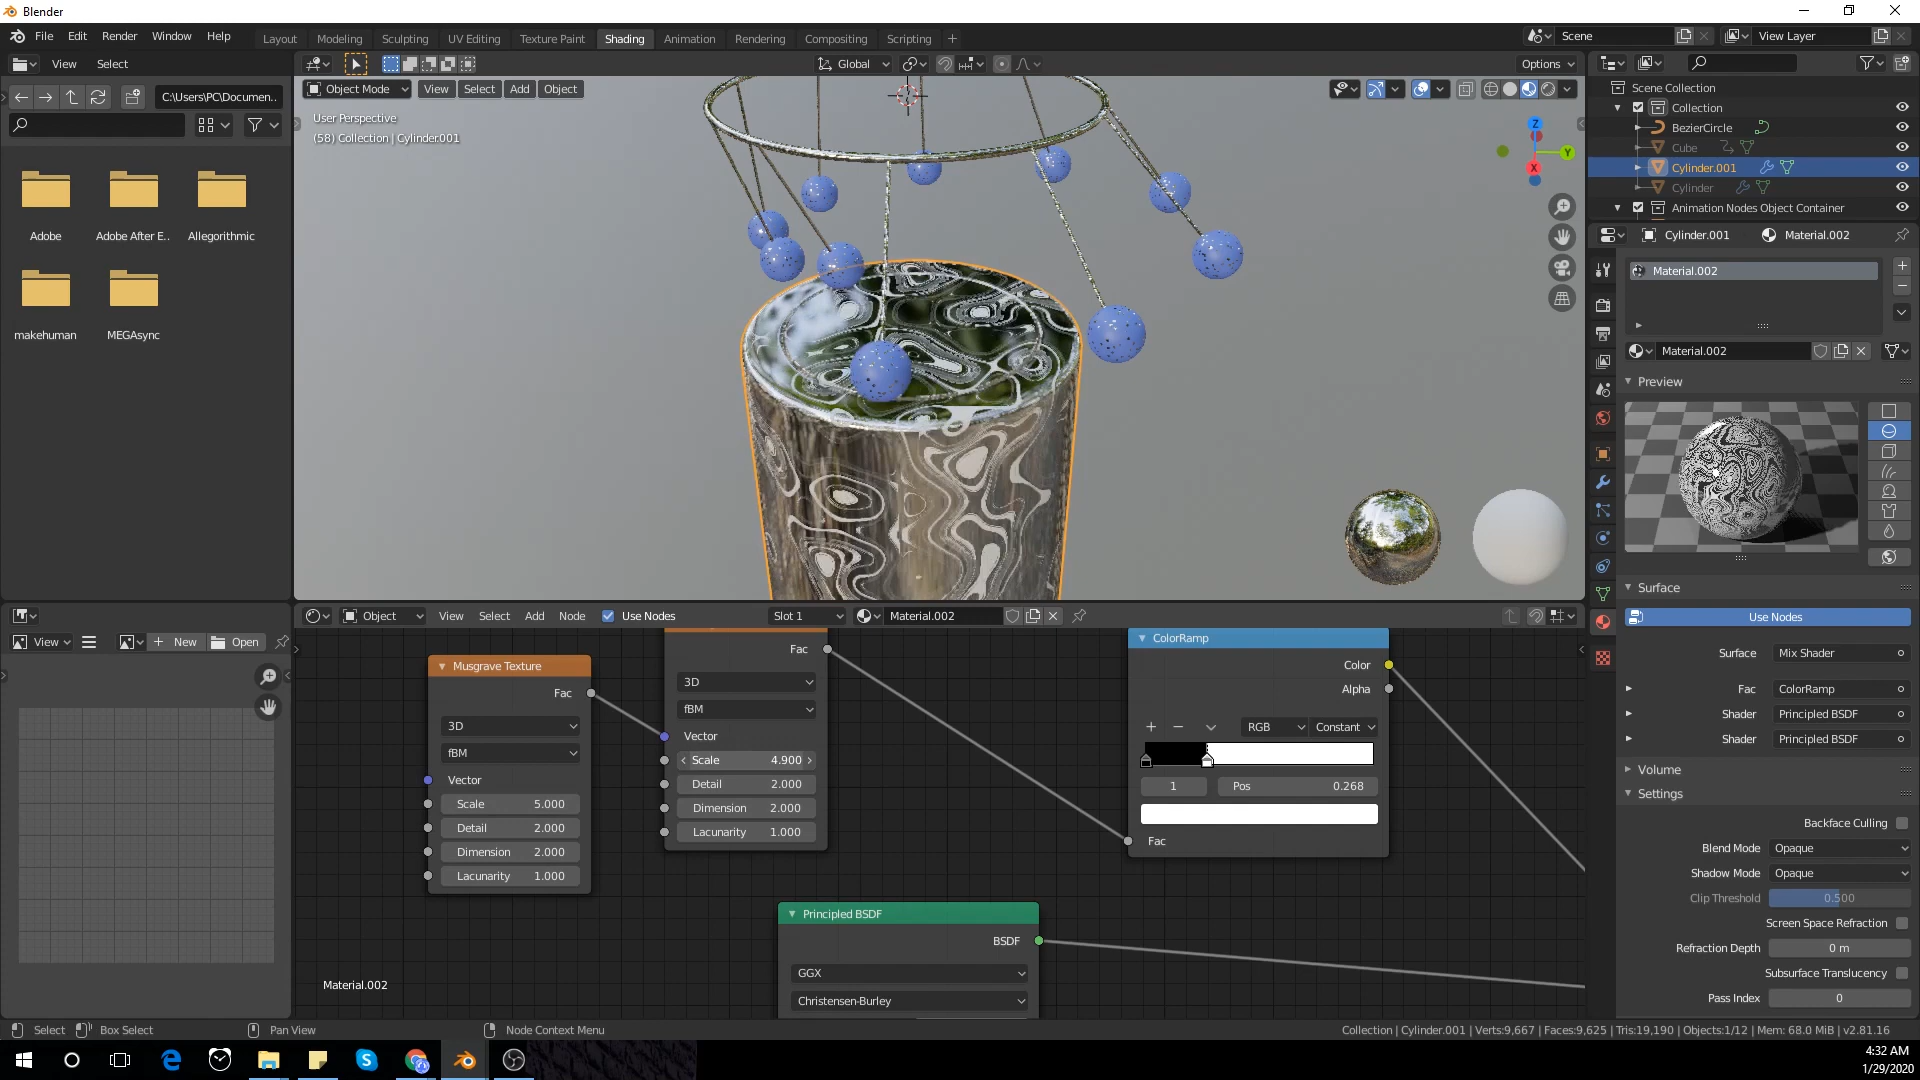 Blender
File Edit Render Window Help
Layout Modeling Sculpting UV Editing Texture Paint Shading Animation Rendering Compositing Scripting +
Scene View Layer
View Select
Global
Options
C:\Users\PC\Documen..
Object Mode View Select Add Object
User Perspective
(58) Collection | Cylinder.001
Z
Y
X
Adobe Adobe After E.. Allegorithmic
makehuman MEGAsync
Scene Collection
Collection
BezierCircle
Cube
Cylinder.001
Cylinder
Animation Nodes Object Container
Cylinder.001 Material.002
Material.002
Material.002
Preview
Surface
Use Nodes
Surface Mix Shader
Fac ColorRamp
Shader Principled BSDF
Shader Principled BSDF
Volume
Settings
Backface Culling
Blend Mode Opaque
Shadow Mode Opaque
Clip Threshold 0.500
Screen Space Refraction
Refraction Depth 0 m
Subsurface Translucency
Pass Index 0
View New Open
Object View Select Add Node Use Nodes Slot 1 Material.002
Musgrave Texture
Fac
3D
fBM
Vector
Scale 5.000
Detail 2.000
Dimension 2.000
Lacunarity 1.000
Fac
3D
fBM
Vector
Scale 4.900
Detail 2.000
Dimension 2.000
Lacunarity 1.000
ColorRamp
Color
Alpha
RGB Constant
1 Pos 0.268
Fac
Principled BSDF
BSDF
GGX
Christensen-Burley
Material.002
Select Box Select Pan View Node Context Menu
Collection | Cylinder.001 | Verts:9,667 | Faces:9,625 | Tris:19,190 | Objects:1/12 | Mem: 68.0 MiB | v2.81.16
4:32 AM
1/29/2020